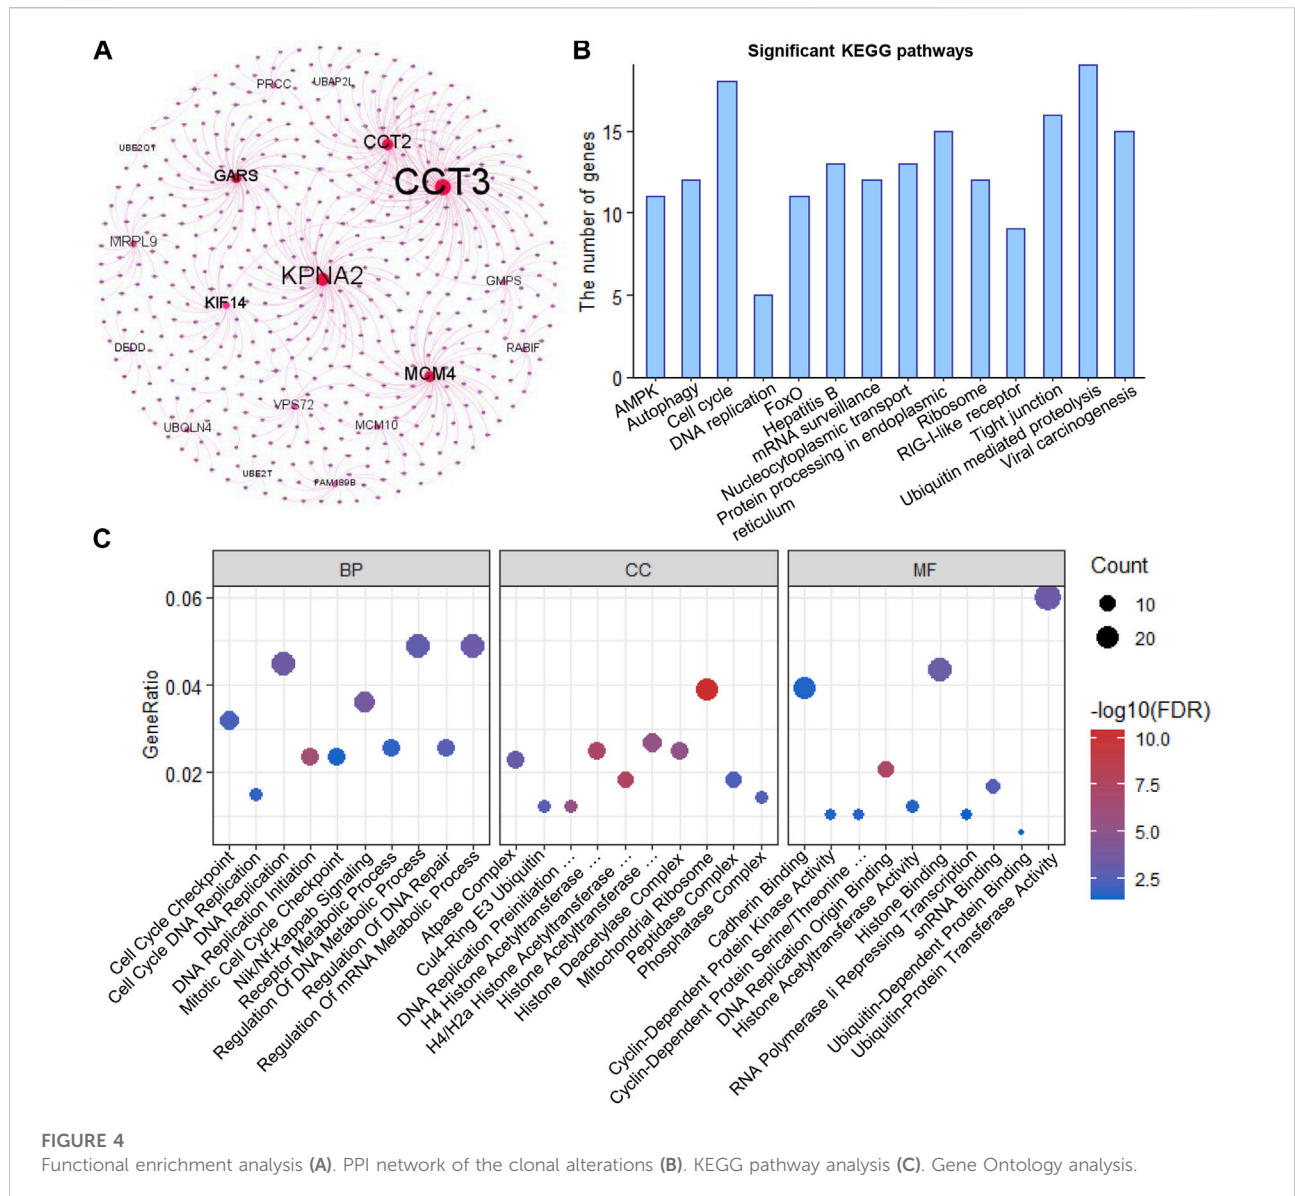 A
PRCC
UBAP2L
UBE2QT
CCT2
GARS
CCT3
MRPL9
KPNA2
GMPS
KIF14
DEDD
RABIF
MCM4
VPS72
UBQLN4
MCM10
UBE2T
FAM189B
B
Significant KEGG pathways
The number of genes
15
10
5
0
AMPK
Autophagy
Cell cycle
DNA replication
FoxO
Hepatitis B
mRNA surveillance
Nucleocytoplasmic transport
Protein processing in endoplasmic
reticulum
Ribosome
RIG-I-like receptor
Tight junction
Ubiquitin mediated proteolysis
Viral carcinogenesis
C
BP
CC
MF
GeneRatio
0.06
0.04
0.02
Cell Cycle Checkpoint
Cell Cycle DNA Replication
DNA Replication
DNA Replication Initiation
Mitotic Cell Cycle Checkpoint
Nik/Nf-Kappab Signaling
Receptor Metabolic Process
Regulation Of DNA Metabolic Process
Regulation Of DNA Repair
Regulation Of mRNA Metabolic Process
Atpase Complex
Cul4-Ring E3 Ubiquitin
DNA Replication Preinitiation ...
H4 Histone Acetyltransferase ...
H4/H2a Histone Acetyltransferase ...
Histone Acetyltransferase ...
Histone Deacetylase Complex
Mitochondrial Ribosome
Peptidase Complex
Phosphatase Complex
Cadherin Binding
Cyclin-Dependent Protein Kinase Activity
Cyclin-Dependent Protein Serine/Threonine ...
DNA Replication Origin Binding
Histone Acetyltransferase Activity
Histone Binding
RNA Polymerase Ii Repressing Transcription
snRNA Binding
Ubiquitin-Dependent Protein Binding
Ubiquitin-Protein Transferase Activity
Count
10
20
-log10(FDR)
10.0
7.5
5.0
2.5
FIGURE 4
Functional enrichment analysis (A). PPI network of the clonal alterations (B). KEGG pathway analysis (C). Gene Ontology analysis.